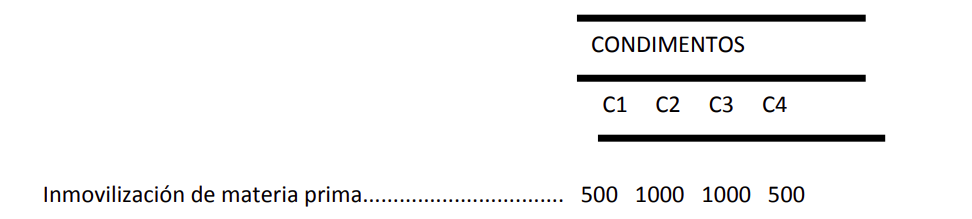 CONDIMENTOS
C1 C2 C3 C4
Inmovilización de materia prima................................. 500 1000 1000 500